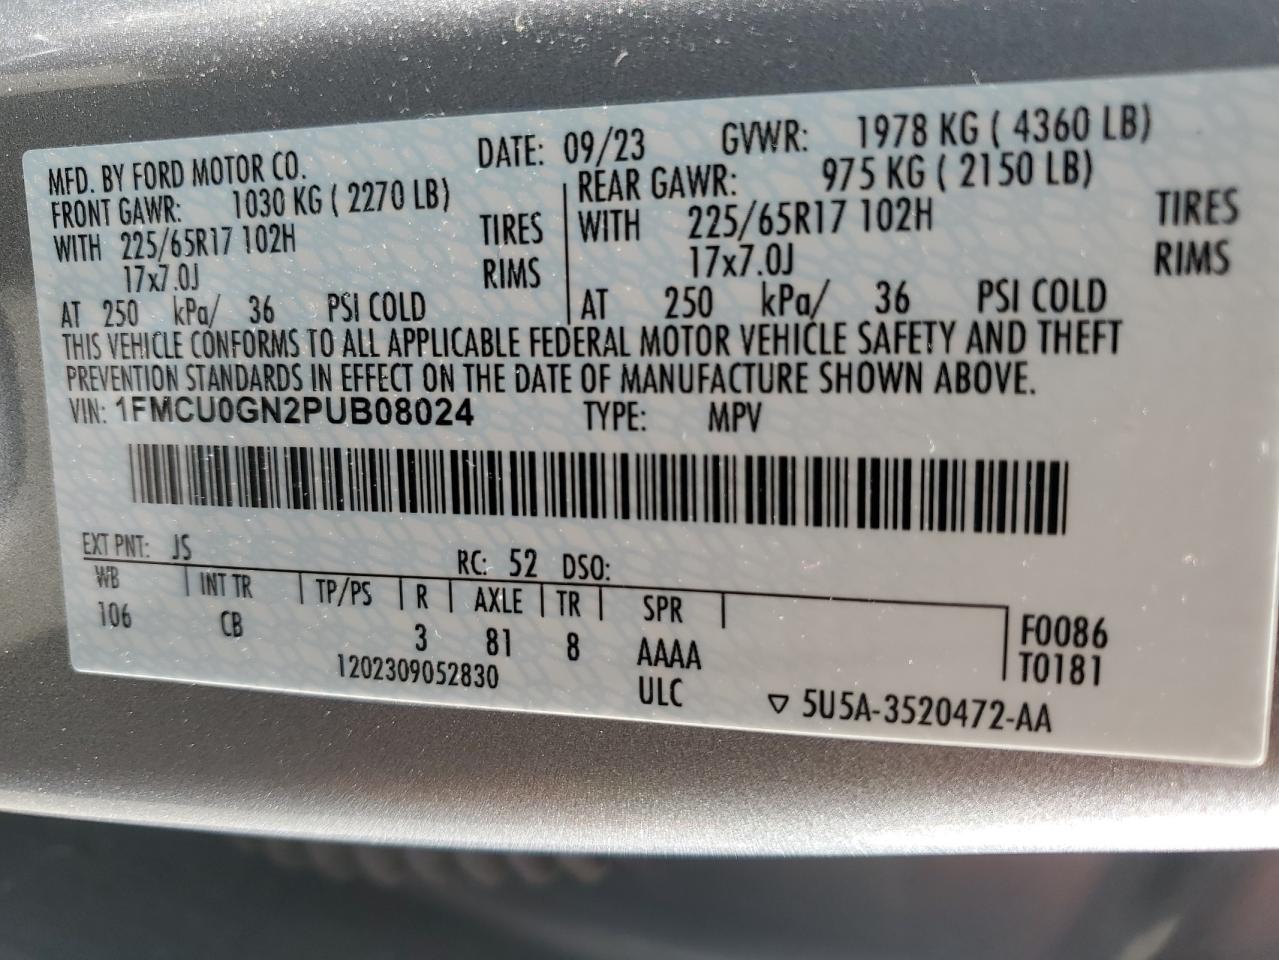 MFD. BY FORD MOTOR CO. DATE: 09/23 GVWR: 1978 KG ( 4360 LB)
FRONT GAWR: 1030 KG ( 2270 LB) REAR GAWR: 975 KG ( 2150 LB)
WITH 225/65R17 102H TIRES WITH 225/65R17 102H TIRES
17x7.0J RIMS 17x7.0J RIMS
AT 250 kPa/ 36 PSI COLD AT 250 kPa/ 36 PSI COLD
THIS VEHICLE CONFORMS TO ALL APPLICABLE FEDERAL MOTOR VEHICLE SAFETY AND THEFT
PREVENTION STANDARDS IN EFFECT ON THE DATE OF MANUFACTURE SHOWN ABOVE.
VIN: 1FMCU0GN2PUB08024 TYPE: MPV
EXT PNT: JS RC: 52 DSO:
WB INT TR TP/PS R AXLE TR SPR
106 CB 3 81 8 AAAA F0086
1202309052830 ULC T0181
▽ 5U5A-3520472-AA